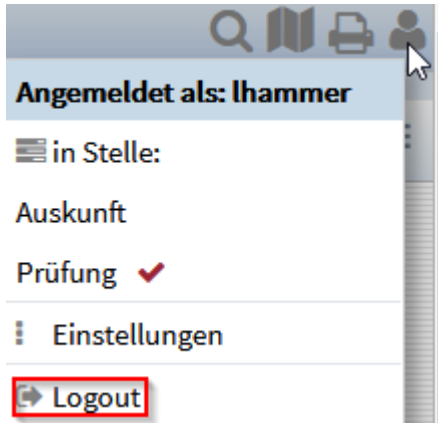 Angemeldet als: lhammer
in Stelle:
Auskunft
Prüfung
Einstellungen
Logout